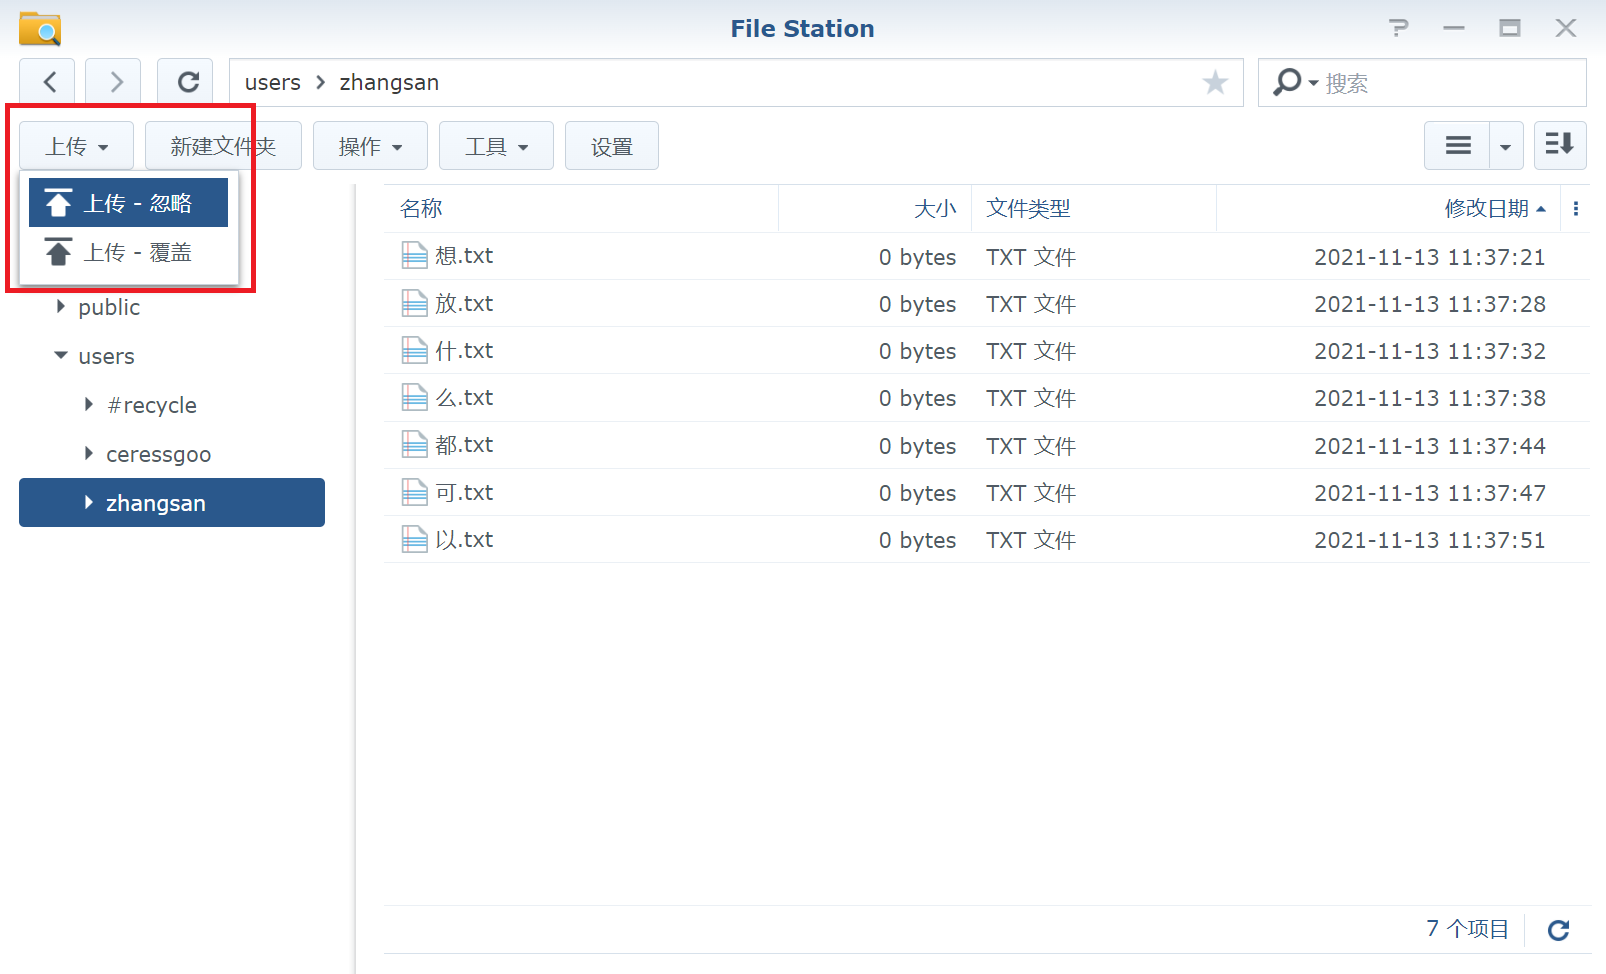 File Station
users > zhangsan
搜索
上传 新建文件夹 操作 工具 设置
上传 - 忽略
上传 - 覆盖
public
users
#recycle
ceressgoo
zhangsan
名称 大小 文件类型 修改日期
想.txt 0 bytes TXT 文件 2021-11-13 11:37:21
放.txt 0 bytes TXT 文件 2021-11-13 11:37:28
什.txt 0 bytes TXT 文件 2021-11-13 11:37:32
么.txt 0 bytes TXT 文件 2021-11-13 11:37:38
都.txt 0 bytes TXT 文件 2021-11-13 11:37:44
可.txt 0 bytes TXT 文件 2021-11-13 11:37:47
以.txt 0 bytes TXT 文件 2021-11-13 11:37:51
7 个项目